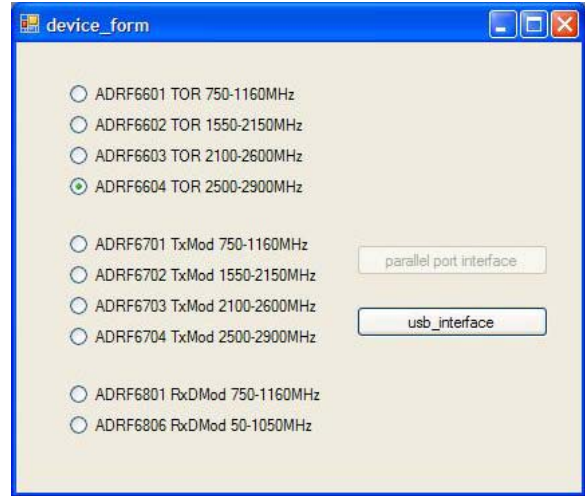 device_form
ADRF6601 TOR 750-1160MHz
ADRF6602 TOR 1550-2150MHz
ADRF6603 TOR 2100-2600MHz
ADRF6604 TOR 2500-2900MHz
ADRF6701 TxMod 750-1160MHz
ADRF6702 TxMod 1550-2150MHz
ADRF6703 TxMod 2100-2600MHz
ADRF6704 TxMod 2500-2900MHz
parallel port interface
usb_interface
ADRF6801 RxDMod 750-1160MHz
ADRF6806 RxDMod 50-1050MHz